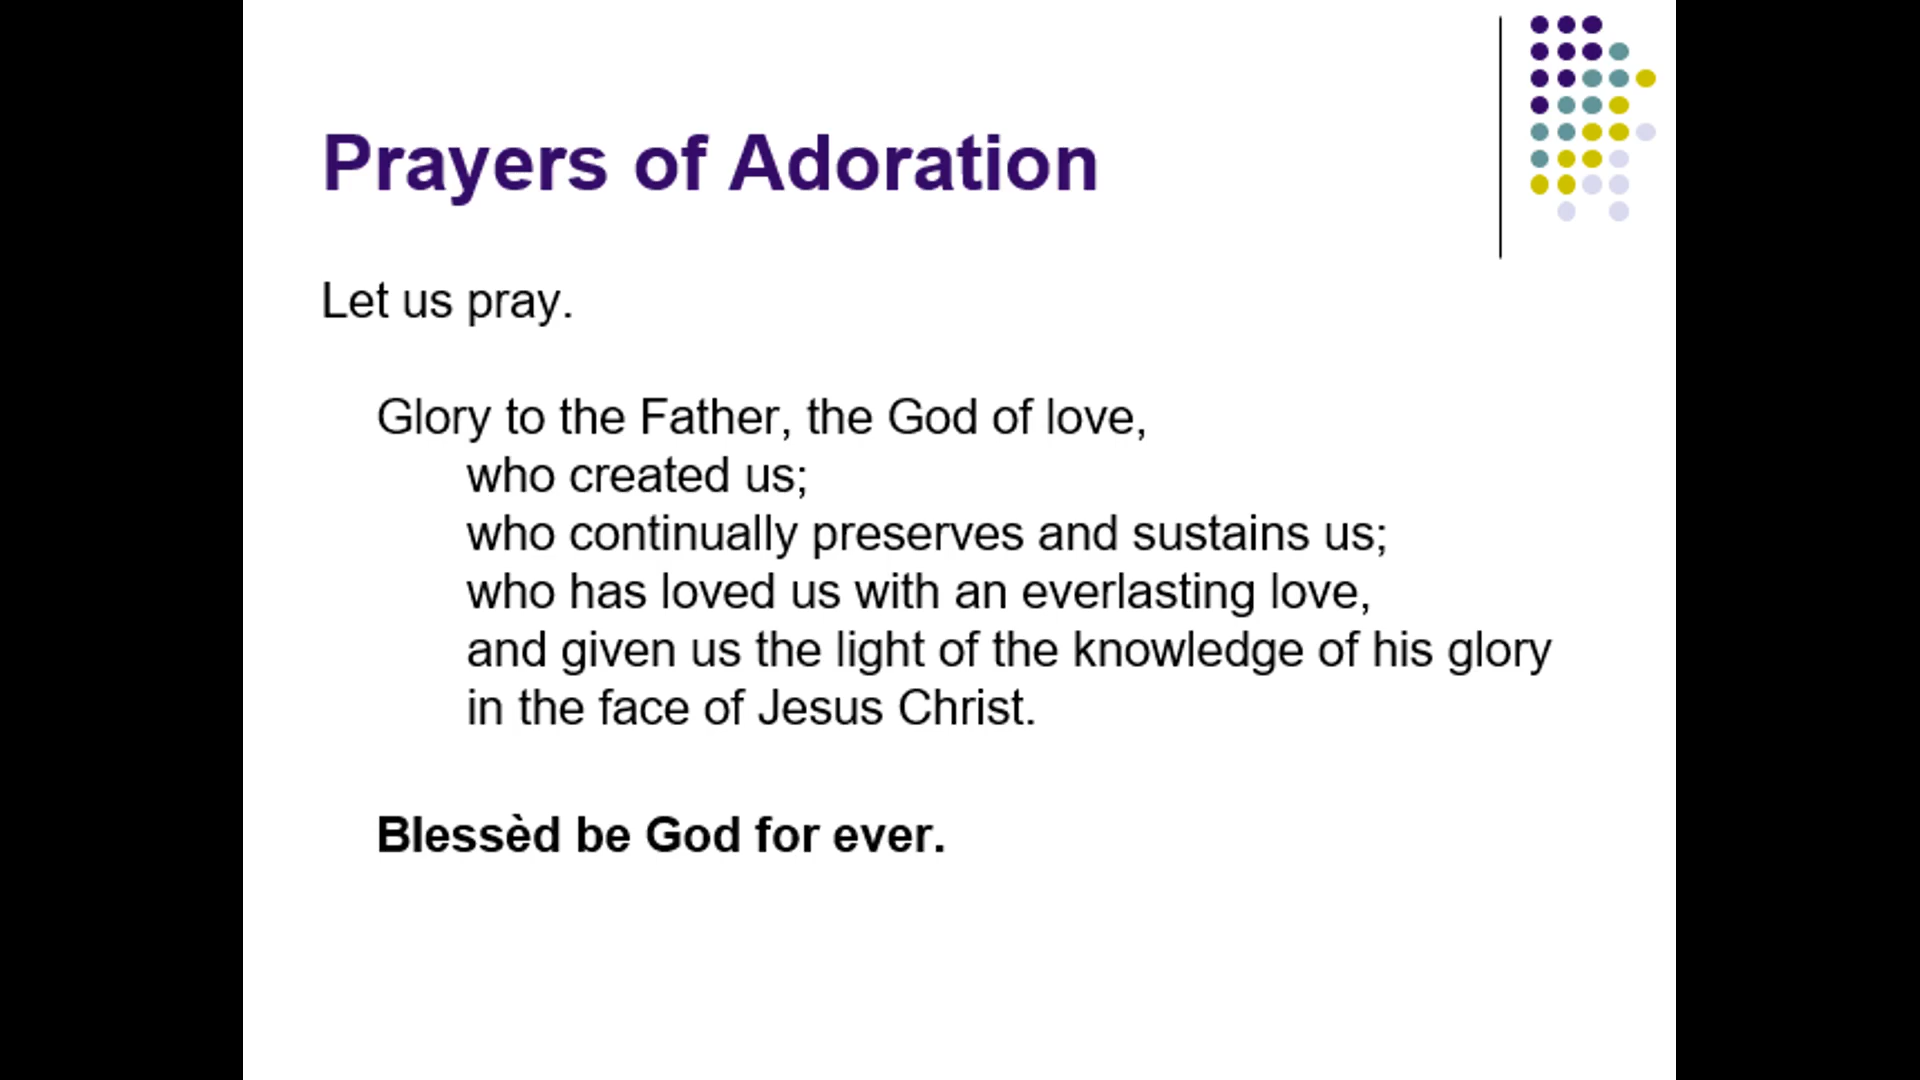 Prayers of Adoration
Let us pray.
Glory to the Father, the God of love,
who created us;
who continually preserves and sustains us;
who has loved us with an everlasting love,
and given us the light of the knowledge of his glory
in the face of Jesus Christ.
Blessèd be God for ever.